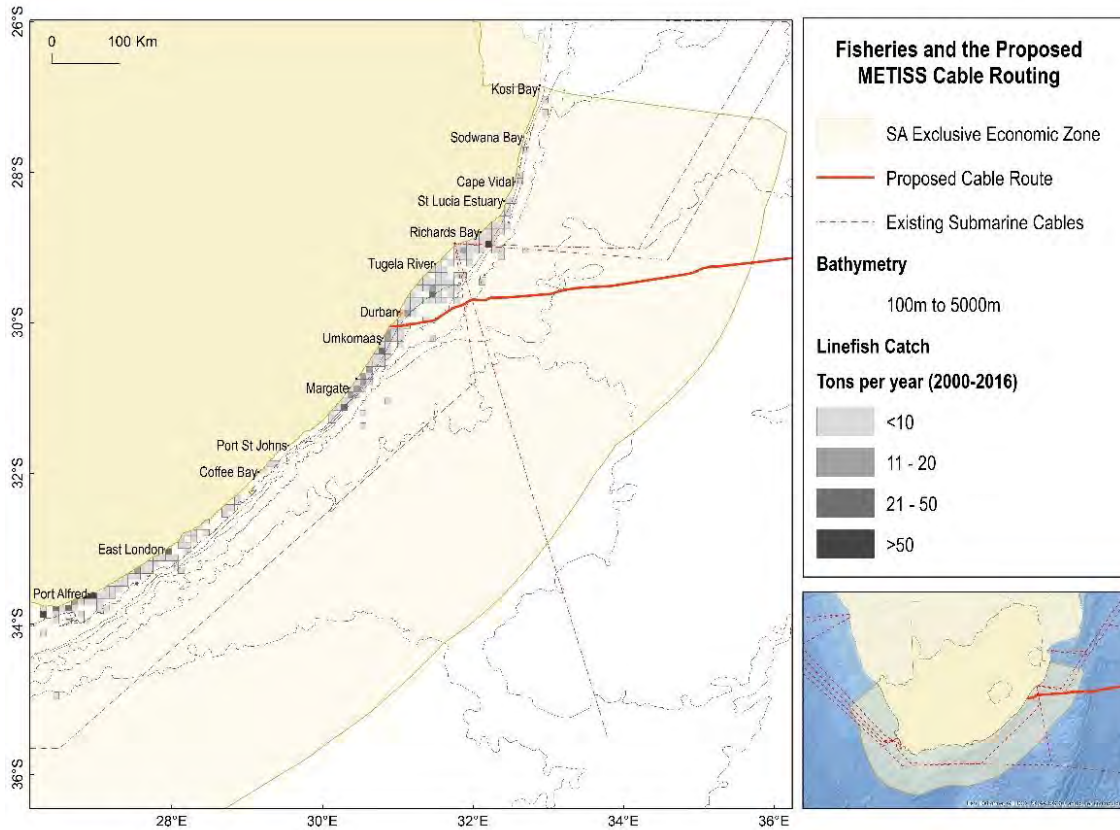 26°S
28°S
30°S
32°S
34°S
36°S
28°E
30°E
32°E
34°E
36°E
0 100 Km
Kosi Bay
Sodwana Bay
Cape Vidal
St Lucia Estuary
Richards Bay
Tugela River
Durban
Umkomaas
Margate
Port St Johns
Coffee Bay
East London
Port Alfred
Fisheries and the Proposed
METISS Cable Routing
SA Exclusive Economic Zone
Proposed Cable Route
Existing Submarine Cables
Bathymetry
100m to 5000m
Linefish Catch
Tons per year (2000-2016)
<10
11 - 20
21 - 50
>50